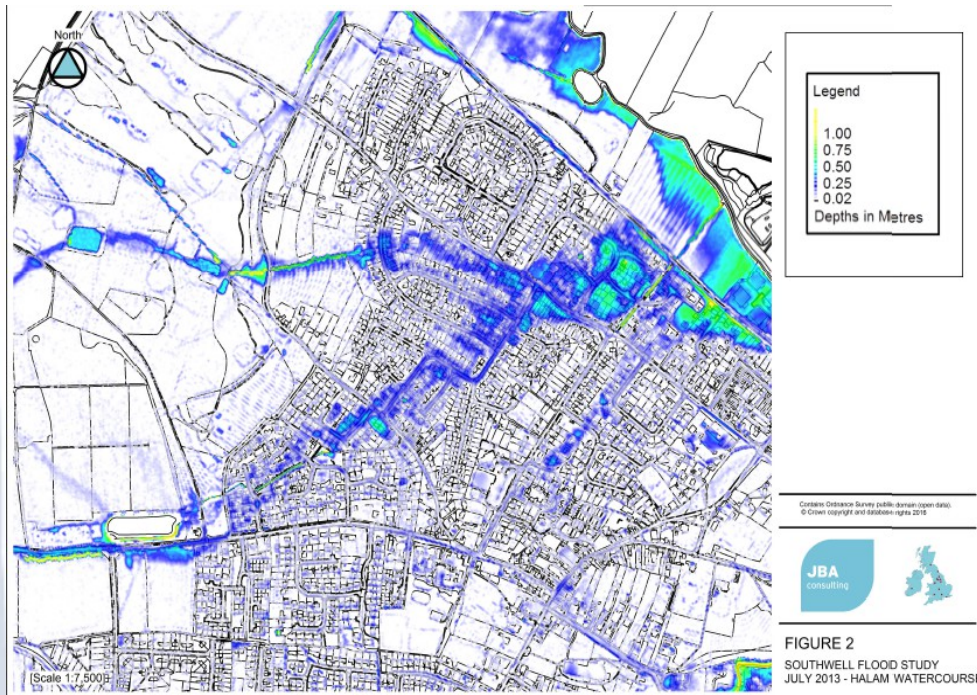 North
Legend
1.00
0.75
0.50
0.25
0.02
Depths in Metres
Contains Ordnance Survey public domain (open data).
© Crown copyright and database rights 2016
JBA
consulting
FIGURE 2
SOUTHWELL FLOOD STUDY
JULY 2013 - HALAM WATERCOURS
Scale 1:7,500